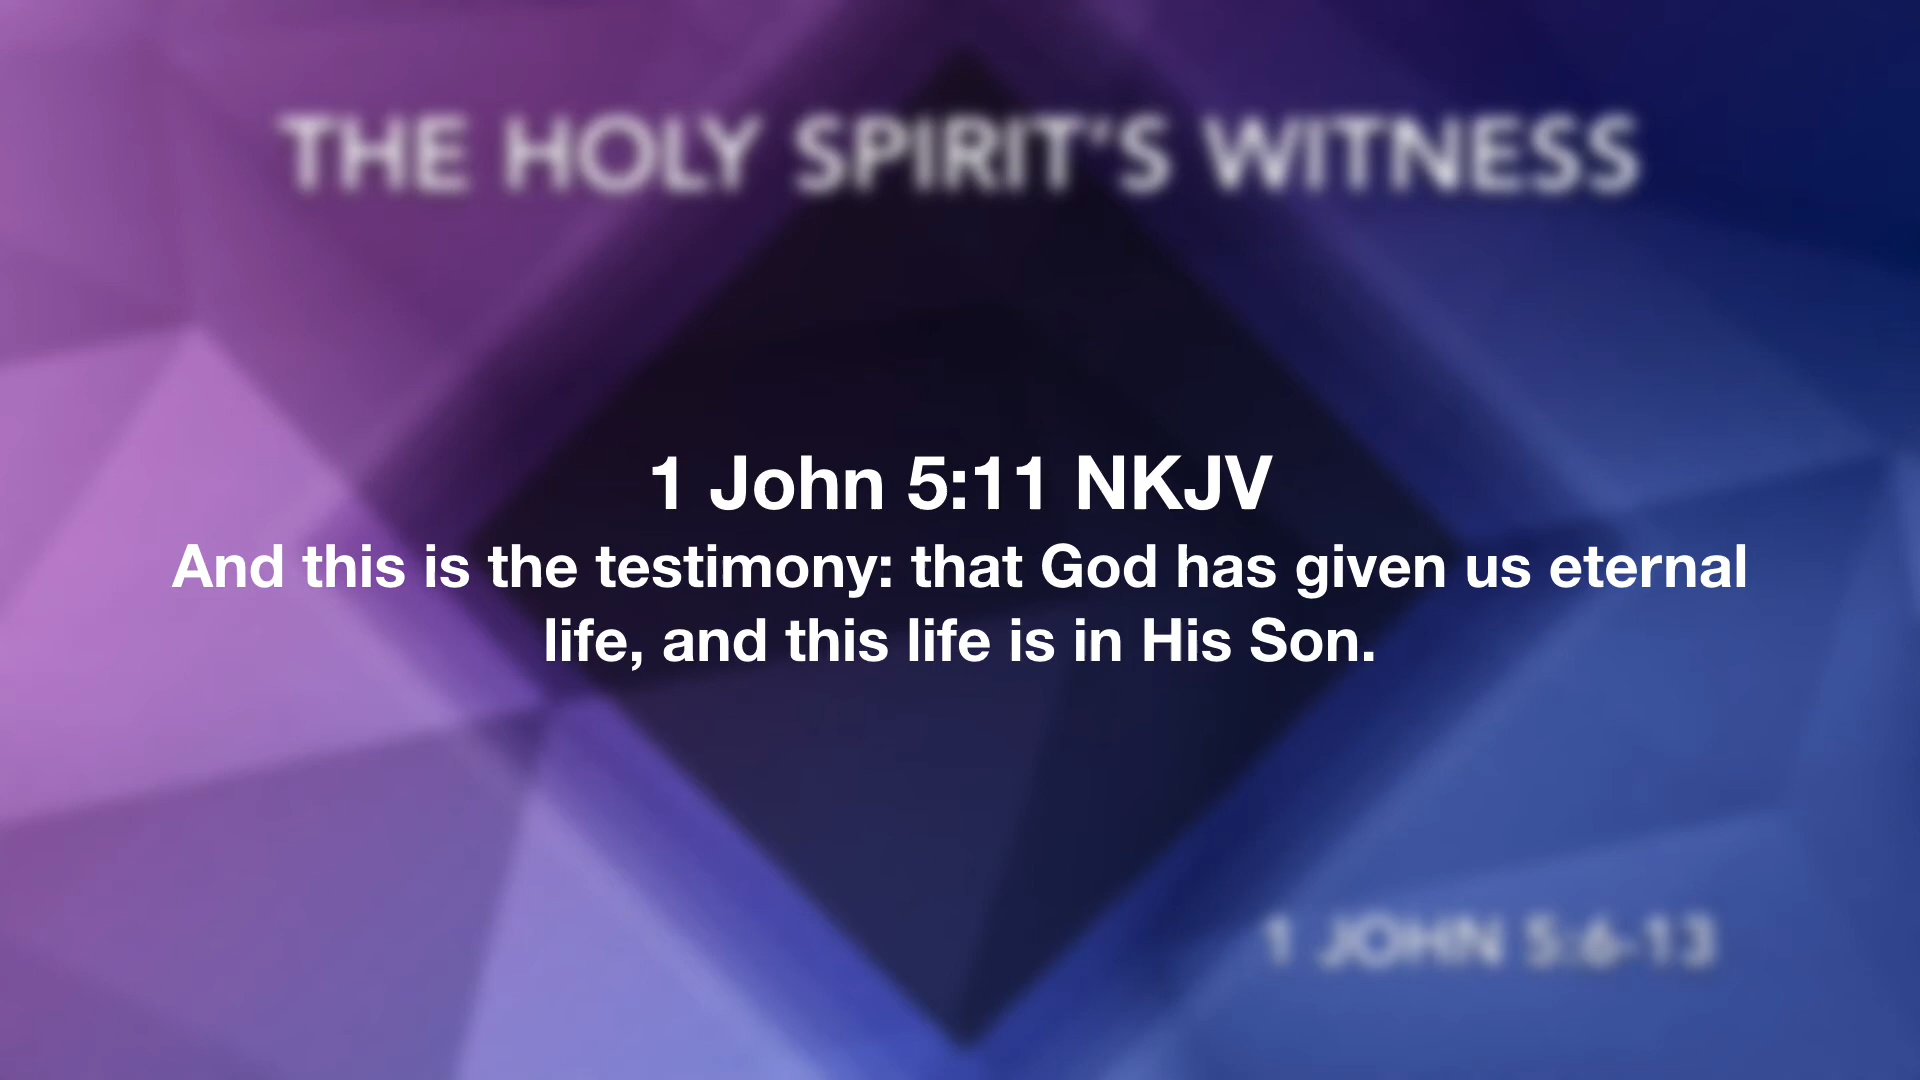 THE HOLY SPIRIT'S WITNESS
1 John 5:11 NKJV
And this is the testimony: that God has given us eternal
life, and this life is in His Son.
1 JOHN 5:6-13